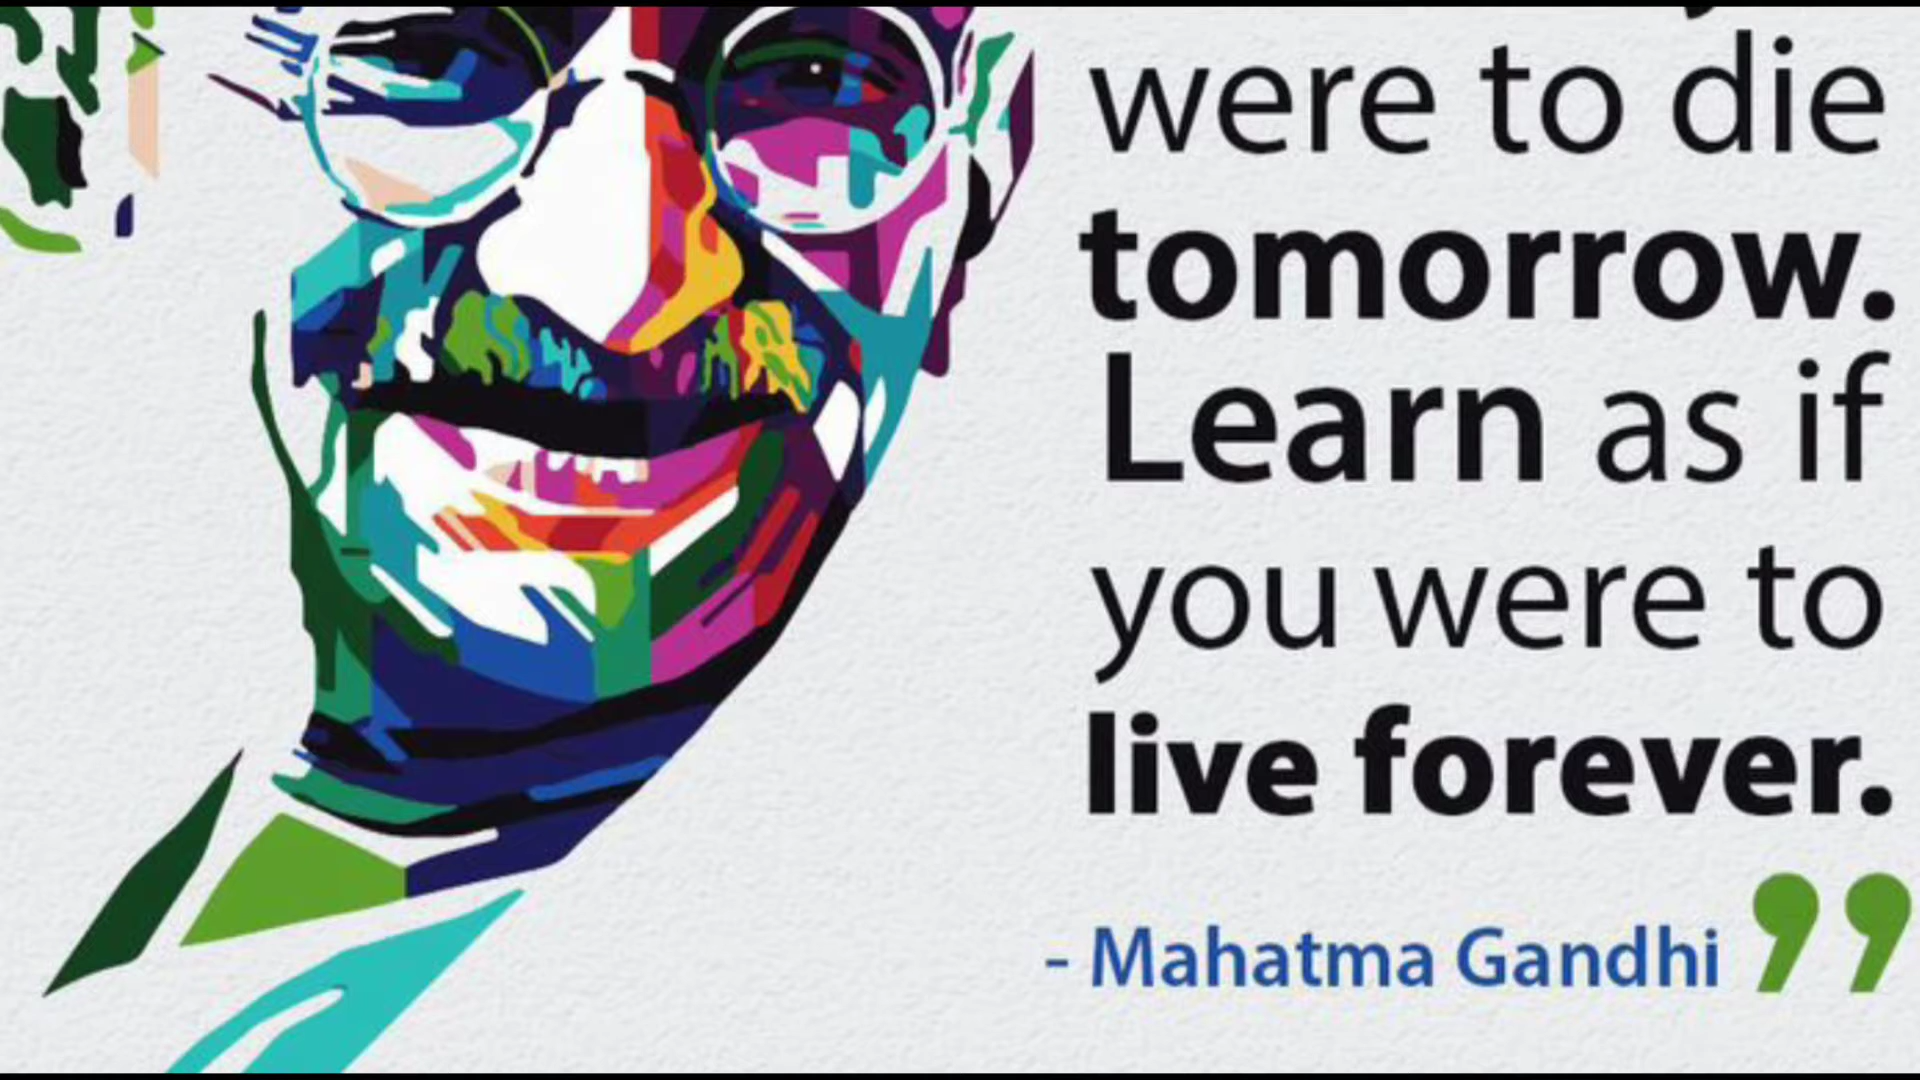 were to die
tomorrow.
Learn as if
you were to
live forever.
- Mahatma Gandhi ”